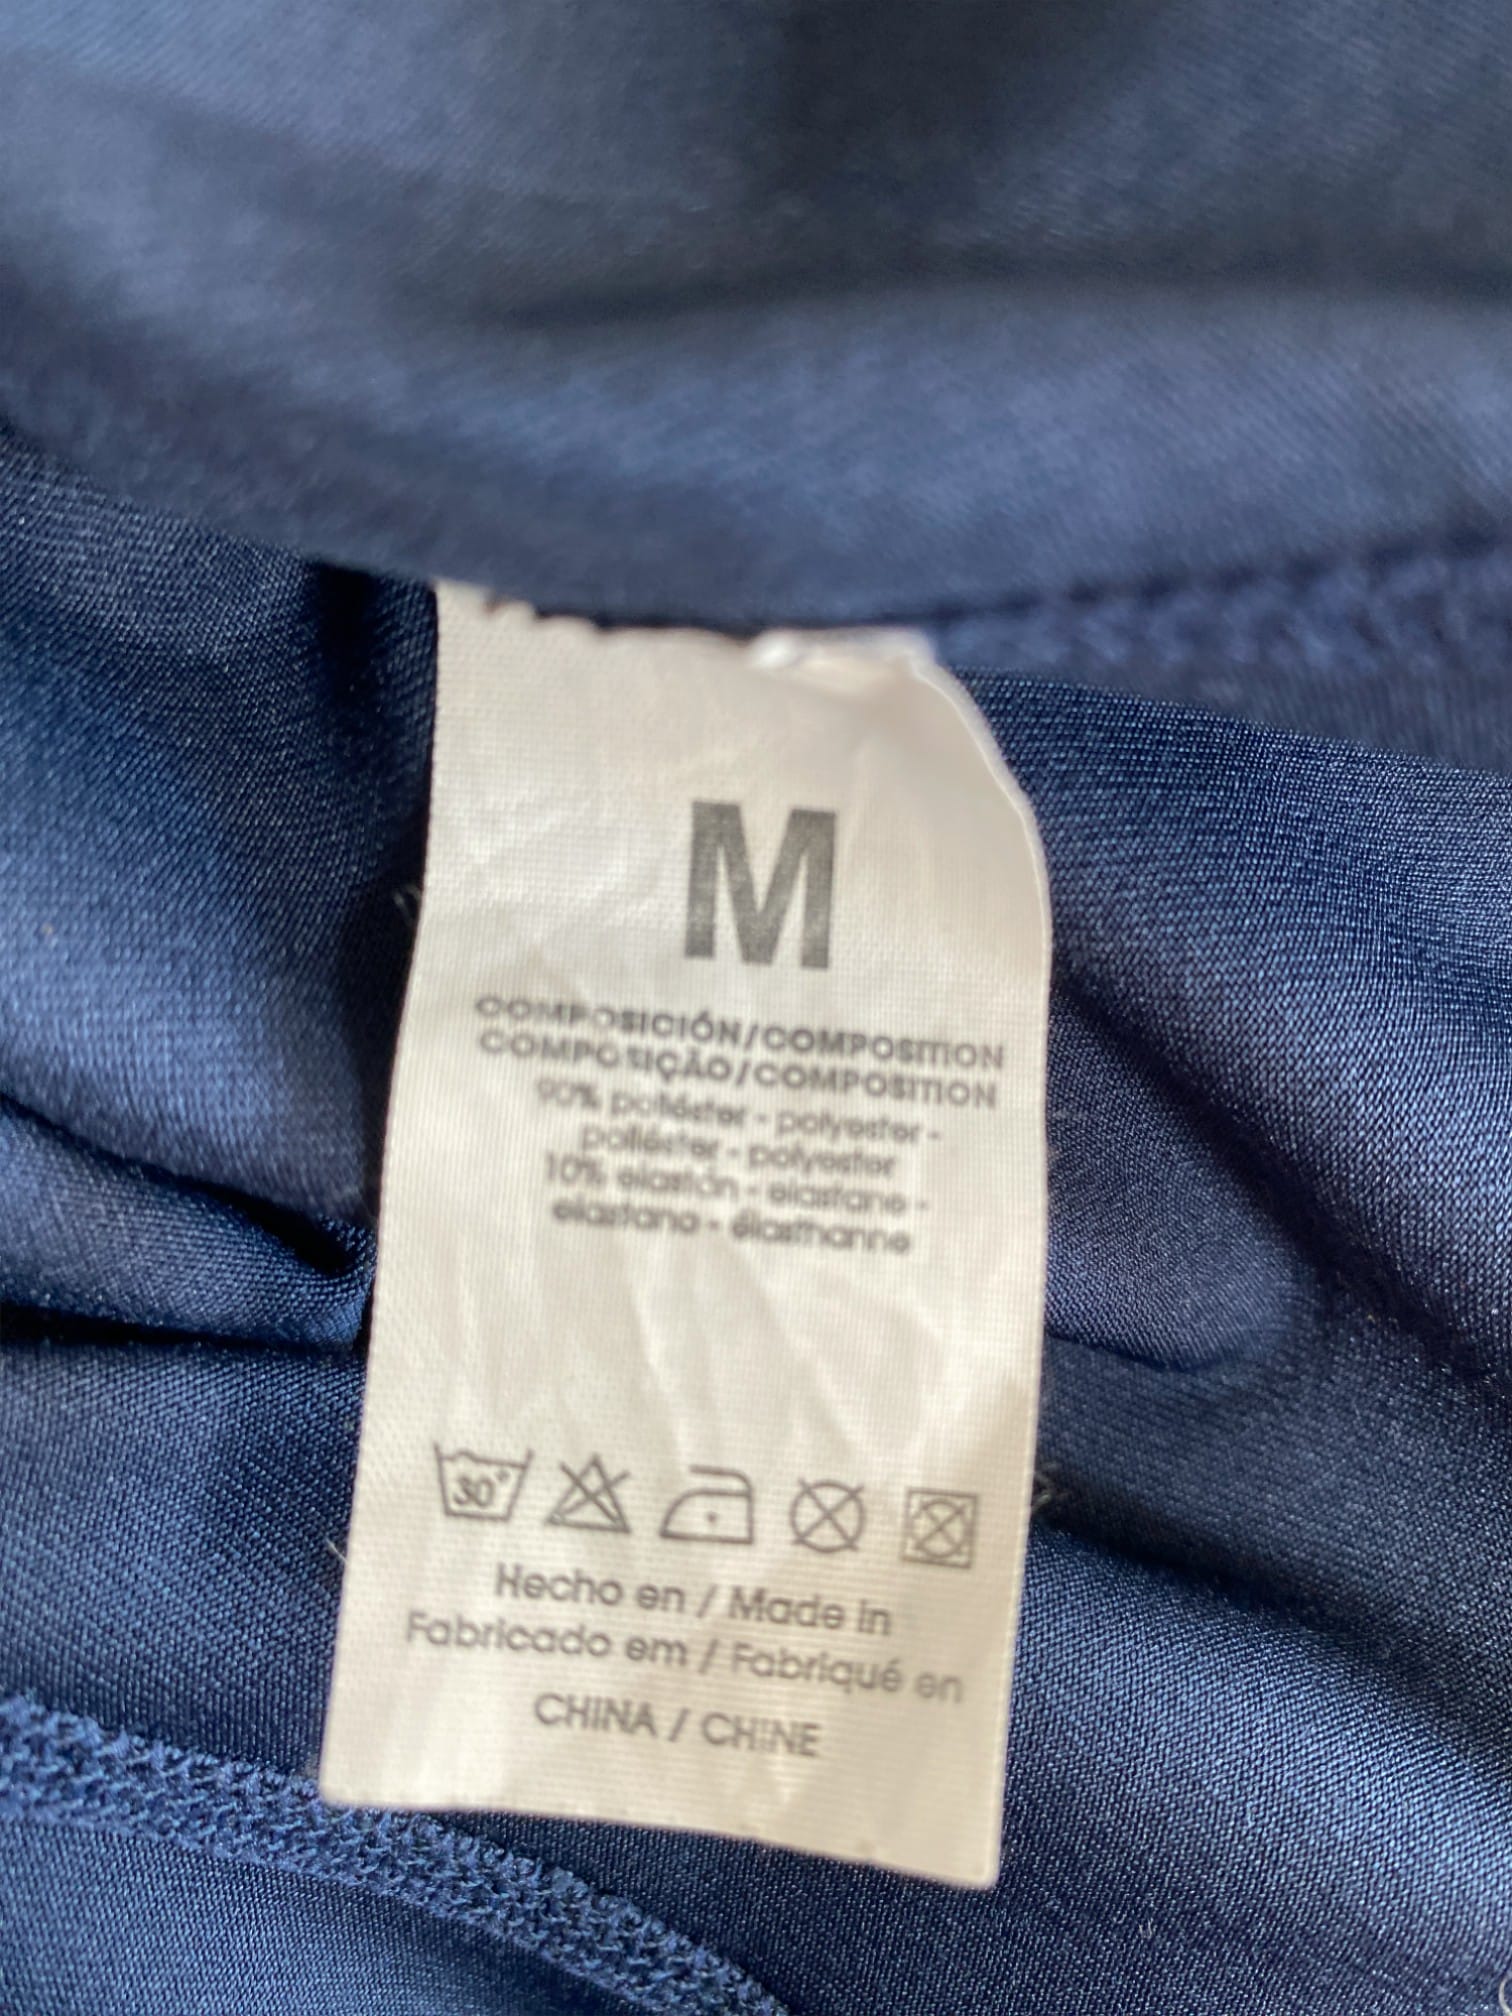 M
COMPOSICIÓN/COMPOSITION
COMPOSIÇÃO/COMPOSITION
90% poliéster - polyester -
poliéster - polyester
10% elastán - elastane -
elastano - élasthanne
30°
Hecho en / Made in
Fabricado em / Fabriqué en
CHINA / CHINE